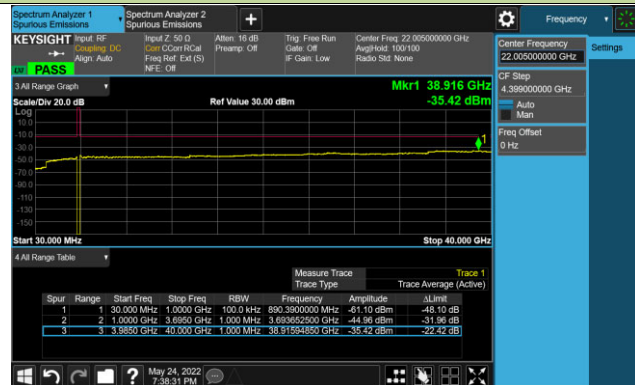 Spectrum Analyzer 1
Spurious Emissions
Spectrum Analyzer 2
Spurious Emissions
+
Frequency
KEYSIGHT
Input: RF
Coupling: DC
Align: Auto
Input Z: 50 Ω
Corr CCorr RCal
Freq Ref: Ext (S)
NFE: Off
Atten: 16 dB
Preamp: Off
Trig: Free Run
Gate: Off
IF Gain: Low
Center Freq: 22.005000000 GHz
Avg|Hold: 100/100
Radio Std: None
PASS
Center Frequency
22.005000000 GHz
Settings
CF Step
4.399000000 GHz
Auto
Man
Freq Offset
0 Hz
3 All Range Graph
Mkr1 38.916 GHz
Scale/Div 20.0 dB
Ref Value 30.00 dBm
-35.42 dBm
Log
10.0
-10.0
-30.0
-50.0
-70.0
-90.0
-110
-130
-150
1
Start 30.000 MHz
Stop 40.000 GHz
4 All Range Table
Measure Trace Trace 1
Trace Type Trace Average (Active)
Spur Range Start Freq Stop Freq RBW Frequency Amplitude ΔLimit
1 1 30.000 MHz 1.0000 GHz 100.0 kHz 890.3900000 MHz -61.10 dBm -48.10 dB
2 2 1.0000 GHz 3.6950 GHz 1.000 MHz 3.693652500 GHz -44.96 dBm -31.96 dB
3 3 3.9850 GHz 40.000 GHz 1.000 MHz 38.91594850 GHz -35.42 dBm -22.42 dB
?
May 24, 2022
7:38:31 PM